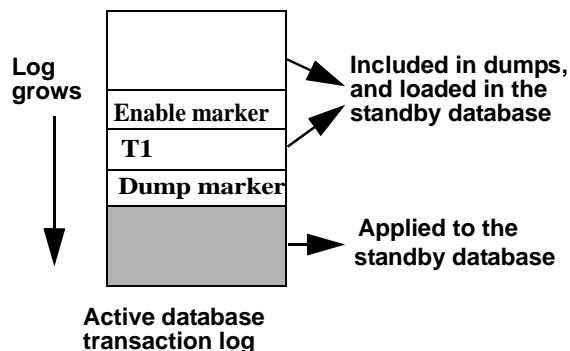 Log
grows
Enable marker
T1
Dump marker
Included in dumps,
and loaded in the
standby database
Applied to the
standby database
Active database
transaction log